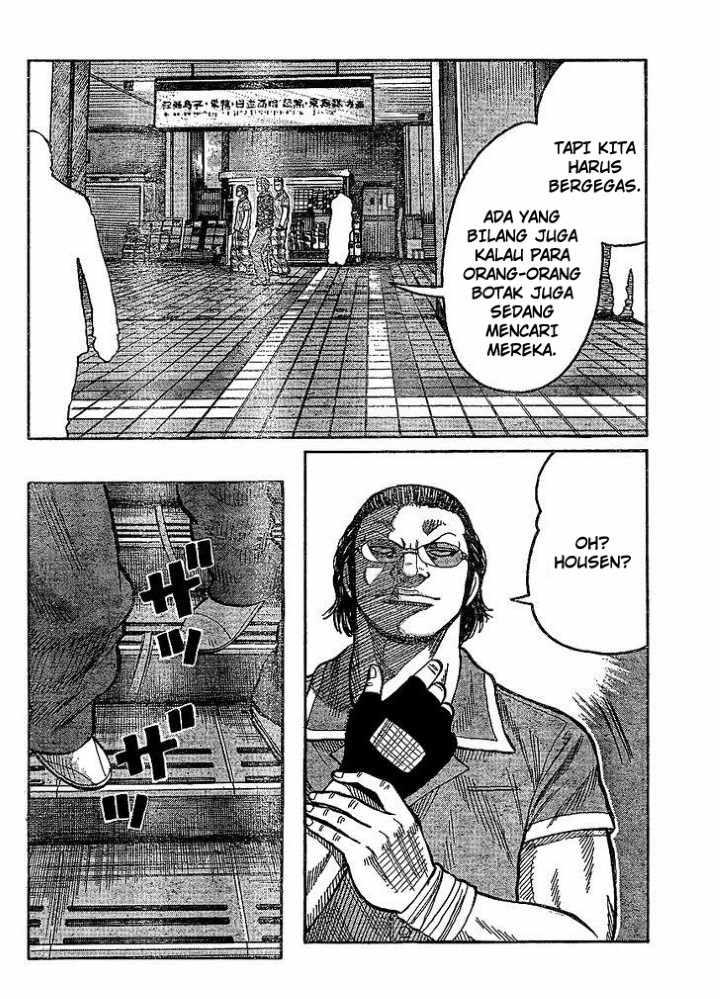 TAPI KITA
HARUS
BERGEGAS.
ADA YANG
BILANG JUGA
KALAU PARA
ORANG-ORANG
BOTAK JUGA
SEDANG
MENCARI
MEREKA.
OH?
HOUSEN?
ザッ
ザッ